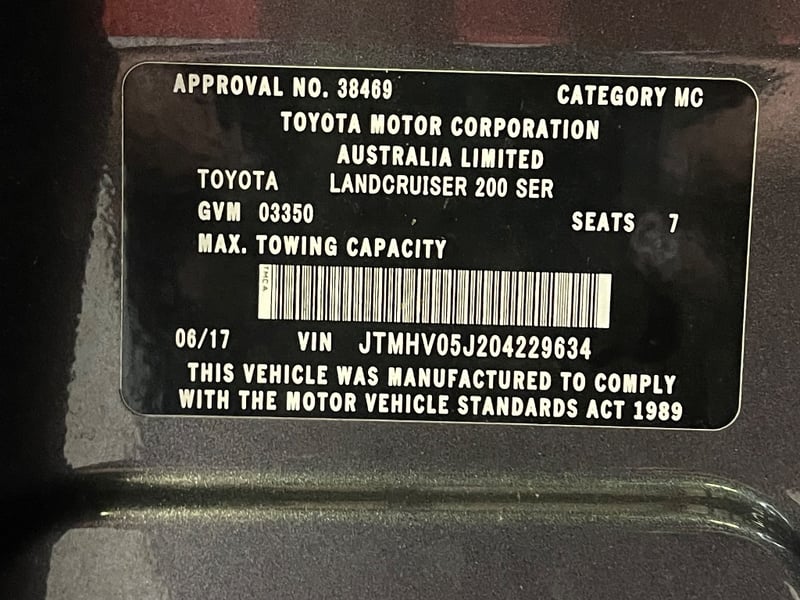 APPROVAL NO. 38469 CATEGORY MC
TOYOTA MOTOR CORPORATION
AUSTRALIA LIMITED
TOYOTA LANDCRUISER 200 SER
GVM 03350 SEATS 7
MAX. TOWING CAPACITY
TMCA
06/17 VIN JTMHV05J204229634
THIS VEHICLE WAS MANUFACTURED TO COMPLY
WITH THE MOTOR VEHICLE STANDARDS ACT 1989